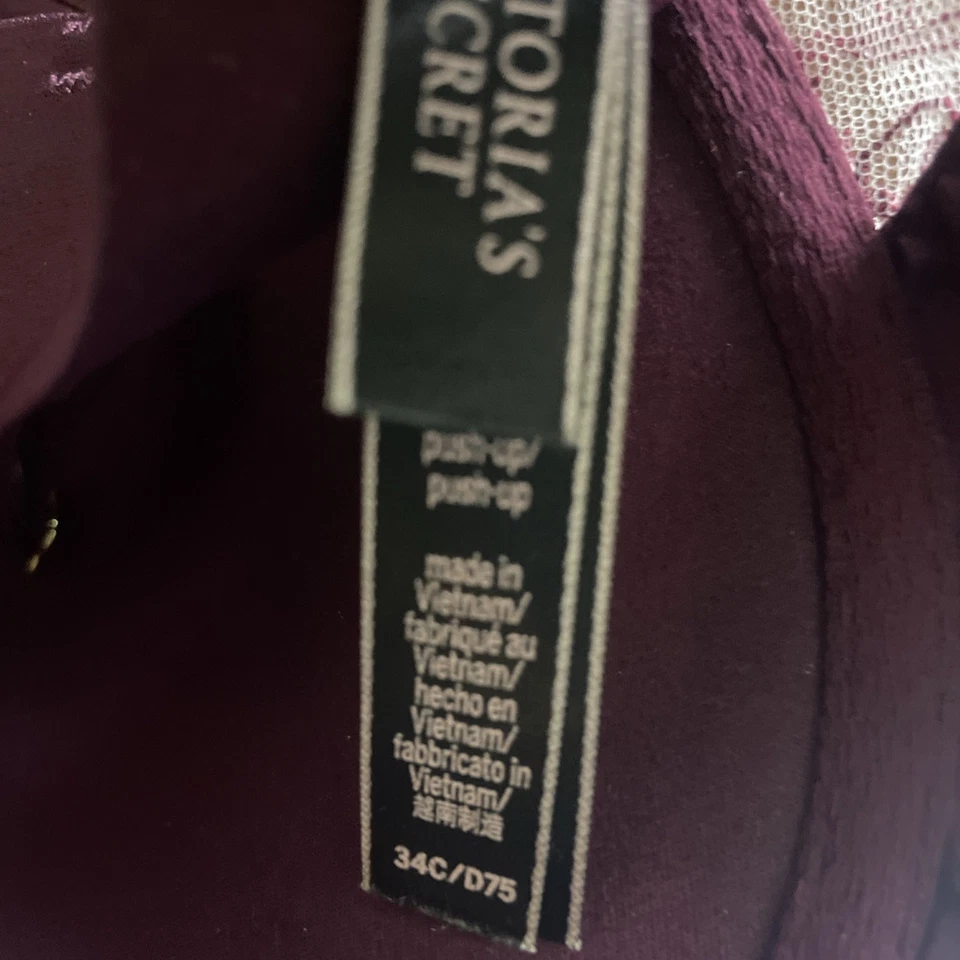 TORIA'S
CRET
push-up/
push-up
made in
Vietnam/
fabriqué au
Vietnam/
hecho en
Vietnam/
fabbricato in
Vietnam/
越南制造
34C/D75